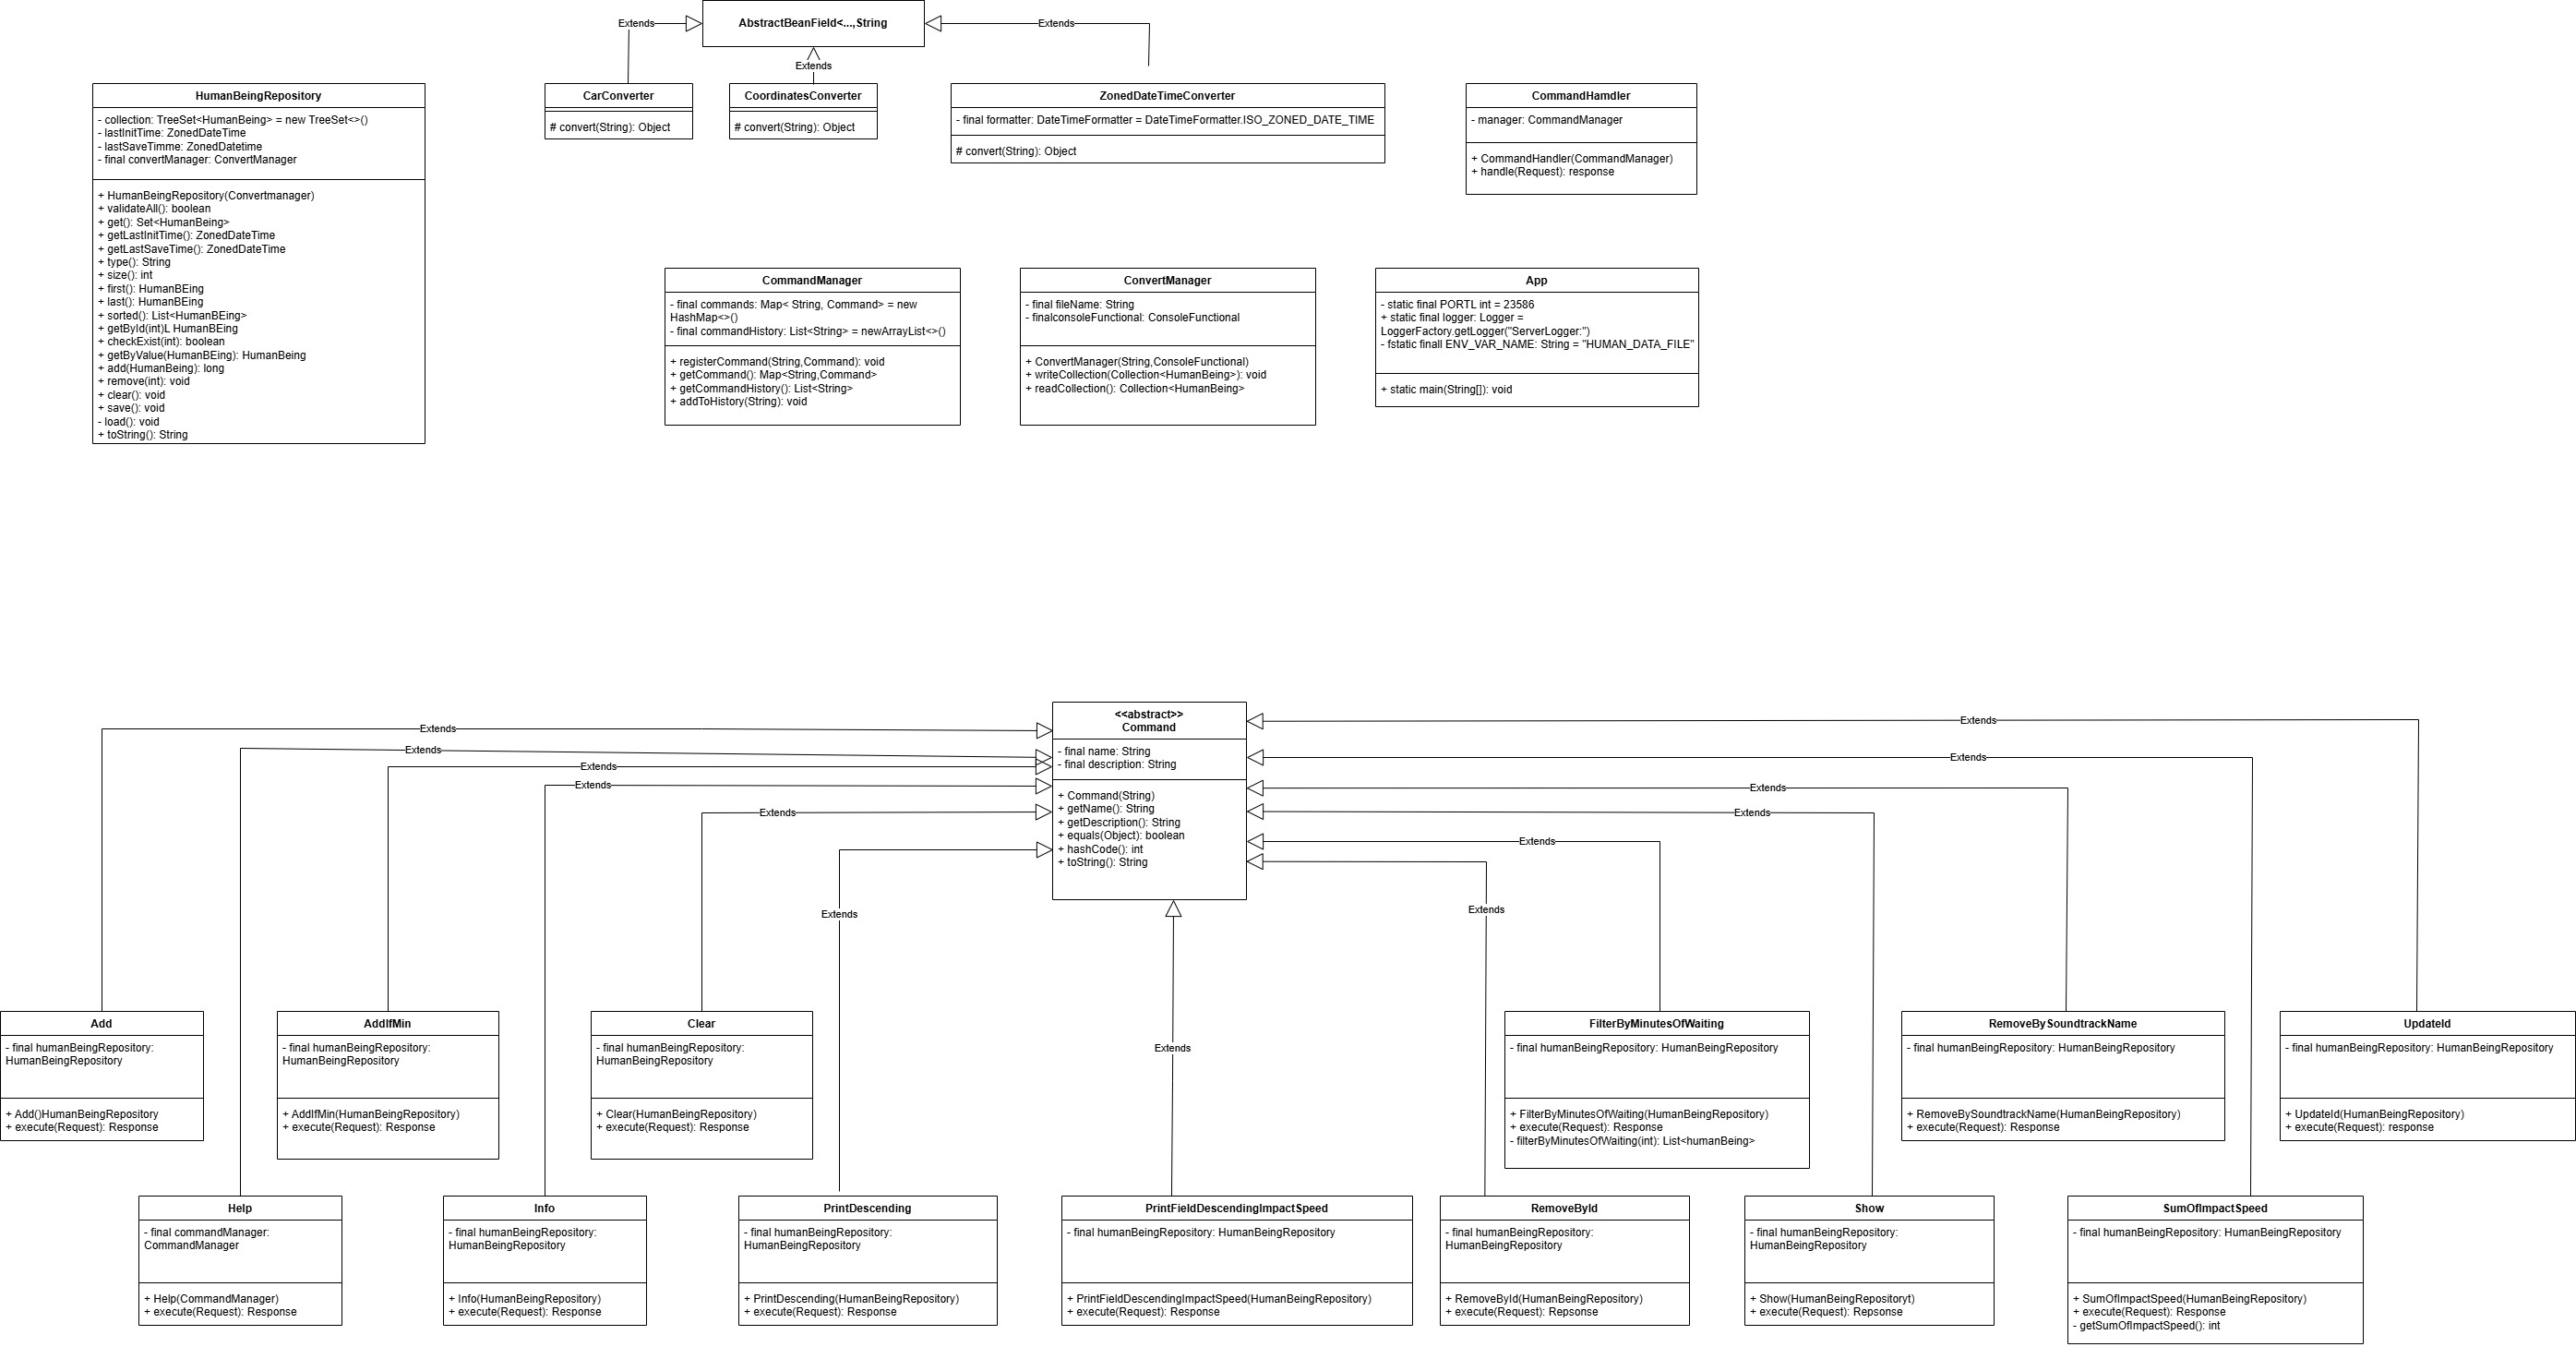 AbstractBeanField<...,String
Extends
Extends
Extends
HumanBeingRepository
- collection: TreeSet<HumanBeing> = new TreeSet<>()
- lastInitTime: ZonedDateTime
- lastSaveTimme: ZonedDatetime
- final convertManager: ConvertManager
+ HumanBeingRepository(Convertmanager)
+ validateAll(): boolean
+ get(): Set<HumanBeing>
+ getLastInitTime(): ZonedDateTime
+ getLastSaveTime(): ZonedDateTime
+ type(): String
+ size(): int
+ first(): HumanBEing
+ last(): HumanBEing
+ sorted(): List<HumanBEing>
+ getById(int)L HumanBEing
+ checkExist(int): boolean
+ getByValue(HumanBEing): HumanBeing
+ add(HumanBeing): long
+ remove(int): void
+ clear(): void
+ save(): void
- load(): void
+ toString(): String
CarConverter
# convert(String): Object
CoordinatesConverter
# convert(String): Object
ZonedDateTimeConverter
- final formatter: DateTimeFormatter = DateTimeFormatter.ISO_ZONED_DATE_TIME
# convert(String): Object
CommandHamdler
- manager: CommandManager
+ CommandHandler(CommandManager)
+ handle(Request): response
CommandManager
- final commands: Map< String, Command> = new
HashMap<>()
- final commandHistory: List<String> = newArrayList<>()
+ registerCommand(String,Command): void
+ getCommand(): Map<String,Command>
+ getCommandHistory(): List<String>
+ addToHistory(String): void
ConvertManager
- final fileName: String
- finalconsoleFunctional: ConsoleFunctional
+ ConvertManager(String,ConsoleFunctional)
+ writeCollection(Collection<HumanBeing>): void
+ readCollection(): Collection<HumanBeing>
App
- static final PORTL int = 23586
+ static final logger: Logger =
LoggerFactory.getLogger("ServerLogger:")
- fstatic finall ENV_VAR_NAME: String = "HUMAN_DATA_FILE"
+ static main(String[]): void
<<abstract>>
Command
- final name: String
- final description: String
+ Command(String)
+ getName(): String
+ getDescription(): String
+ equals(Object): boolean
+ hashCode(): int
+ toString(): String
Extends
Extends
Extends
Extends
Extends
Extends
Extends
Extends
Extends
Extends
Extends
Extends
Extends
Add
- final humanBeingRepository:
HumanBeingRepository
+ Add()HumanBeingRepository
+ execute(Request): Response
AddIfMin
- final humanBeingRepository:
HumanBeingRepository
+ AddIfMin(HumanBeingRepository)
+ execute(Request): Response
Clear
- final humanBeingRepository:
HumanBeingRepository
+ Clear(HumanBeingRepository)
+ execute(Request): Response
FilterByMinutesOfWaiting
- final humanBeingRepository: HumanBeingRepository
+ FilterByMinutesOfWaiting(HumanBeingRepository)
+ execute(Request): Response
- filterByMinutesOfWaiting(int): List<humanBeing>
RemoveBySoundtrackName
- final humanBeingRepository: HumanBeingRepository
+ RemoveBySoundtrackName(HumanBeingRepository)
+ execute(Request): Response
UpdateId
- final humanBeingRepository: HumanBeingRepository
+ UpdateId(HumanBeingRepository)
+ execute(Request): response
Help
- final commandManager:
CommandManager
+ Help(CommandManager)
+ execute(Request): Response
Info
- final humanBeingRepository:
HumanBeingRepository
+ Info(HumanBeingRepository)
+ execute(Request): Response
PrintDescending
- final humanBeingRepository:
HumanBeingRepository
+ PrintDescending(HumanBeingRepository)
+ execute(Request): Response
PrintFieldDescendingImpactSpeed
- final humanBeingRepository: HumanBeingRepository
+ PrintFieldDescendingImpactSpeed(HumanBeingRepository)
+ execute(Request): Response
RemoveById
- final humanBeingRepository:
HumanBeingRepository
+ RemoveById(HumanBeingRepository)
+ execute(Request): Response
Show
- final humanBeingRepository:
HumanBeingRepository
+ Show(HumanBeingRepositoryt)
+ execute(Request): Repsonse
SumOfImpactSpeed
- final humanBeingRepository: HumanBeingRepository
+ SumOfImpactSpeed(HumanBeingRepository)
+ execute(Request): Response
- getSumOfImpactSpeed(): int